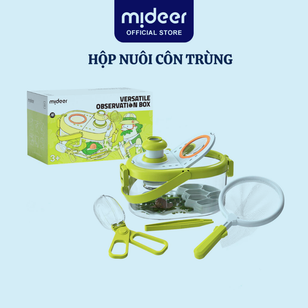 mideer
OFFICIAL STORE
HỘP NUÔI CÔN TRÙNG
mideer
VERSATILE
OBSERVATION BOX